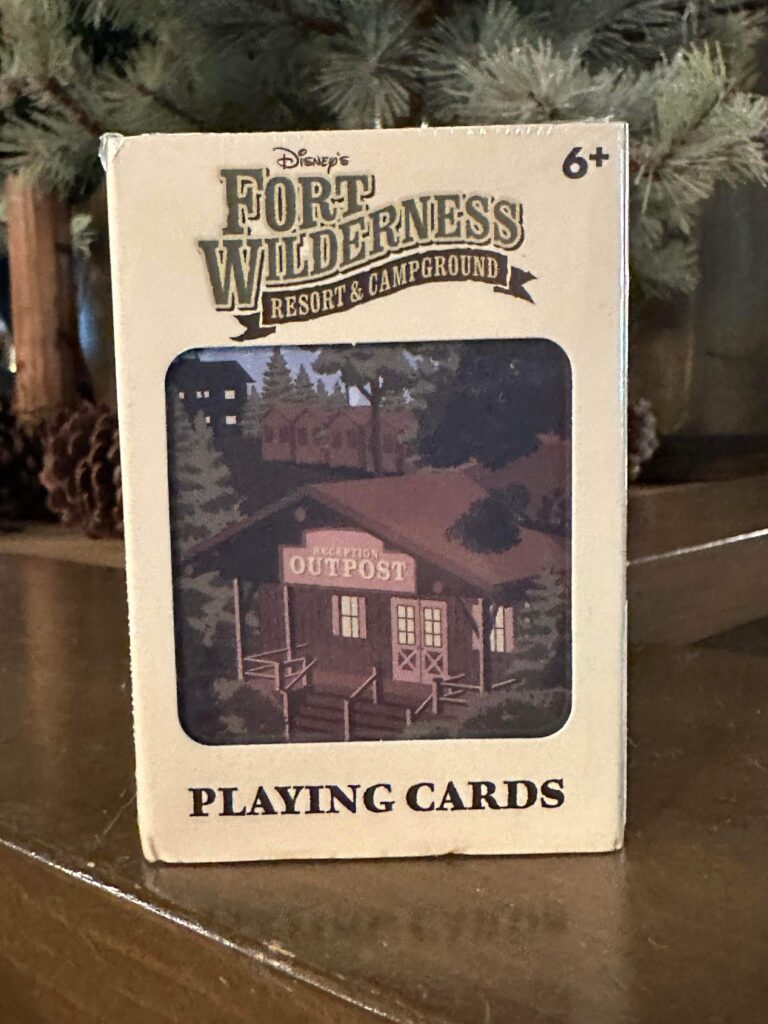 Disney's
FORT
WILDERNESS
RESORT & CAMPGROUND
6+
RECEPTION
OUTPOST
PLAYING CARDS